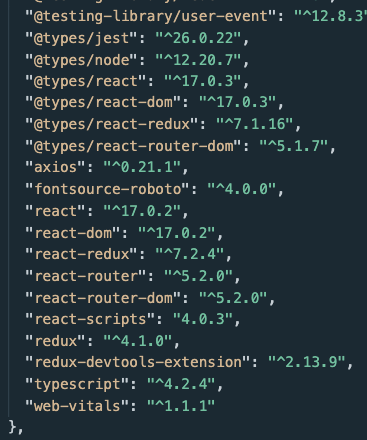 "@testing-library/user-event": "^12.8.3
"@types/jest": "^26.0.22",
"@types/node": "^12.20.7",
"@types/react": "^17.0.3",
"@types/react-dom": "^17.0.3",
"@types/react-redux": "^7.1.16",
"@types/react-router-dom": "^5.1.7",
"axios": "^0.21.1",
"fontsource-roboto": "^4.0.0",
"react": "^17.0.2",
"react-dom": "^17.0.2",
"react-redux": "^7.2.4",
"react-router": "^5.2.0",
"react-router-dom": "^5.2.0",
"react-scripts": "4.0.3",
"redux": "^4.1.0",
"redux-devtools-extension": "^2.13.9",
"typescript": "^4.2.4",
"web-vitals": "^1.1.1"
},